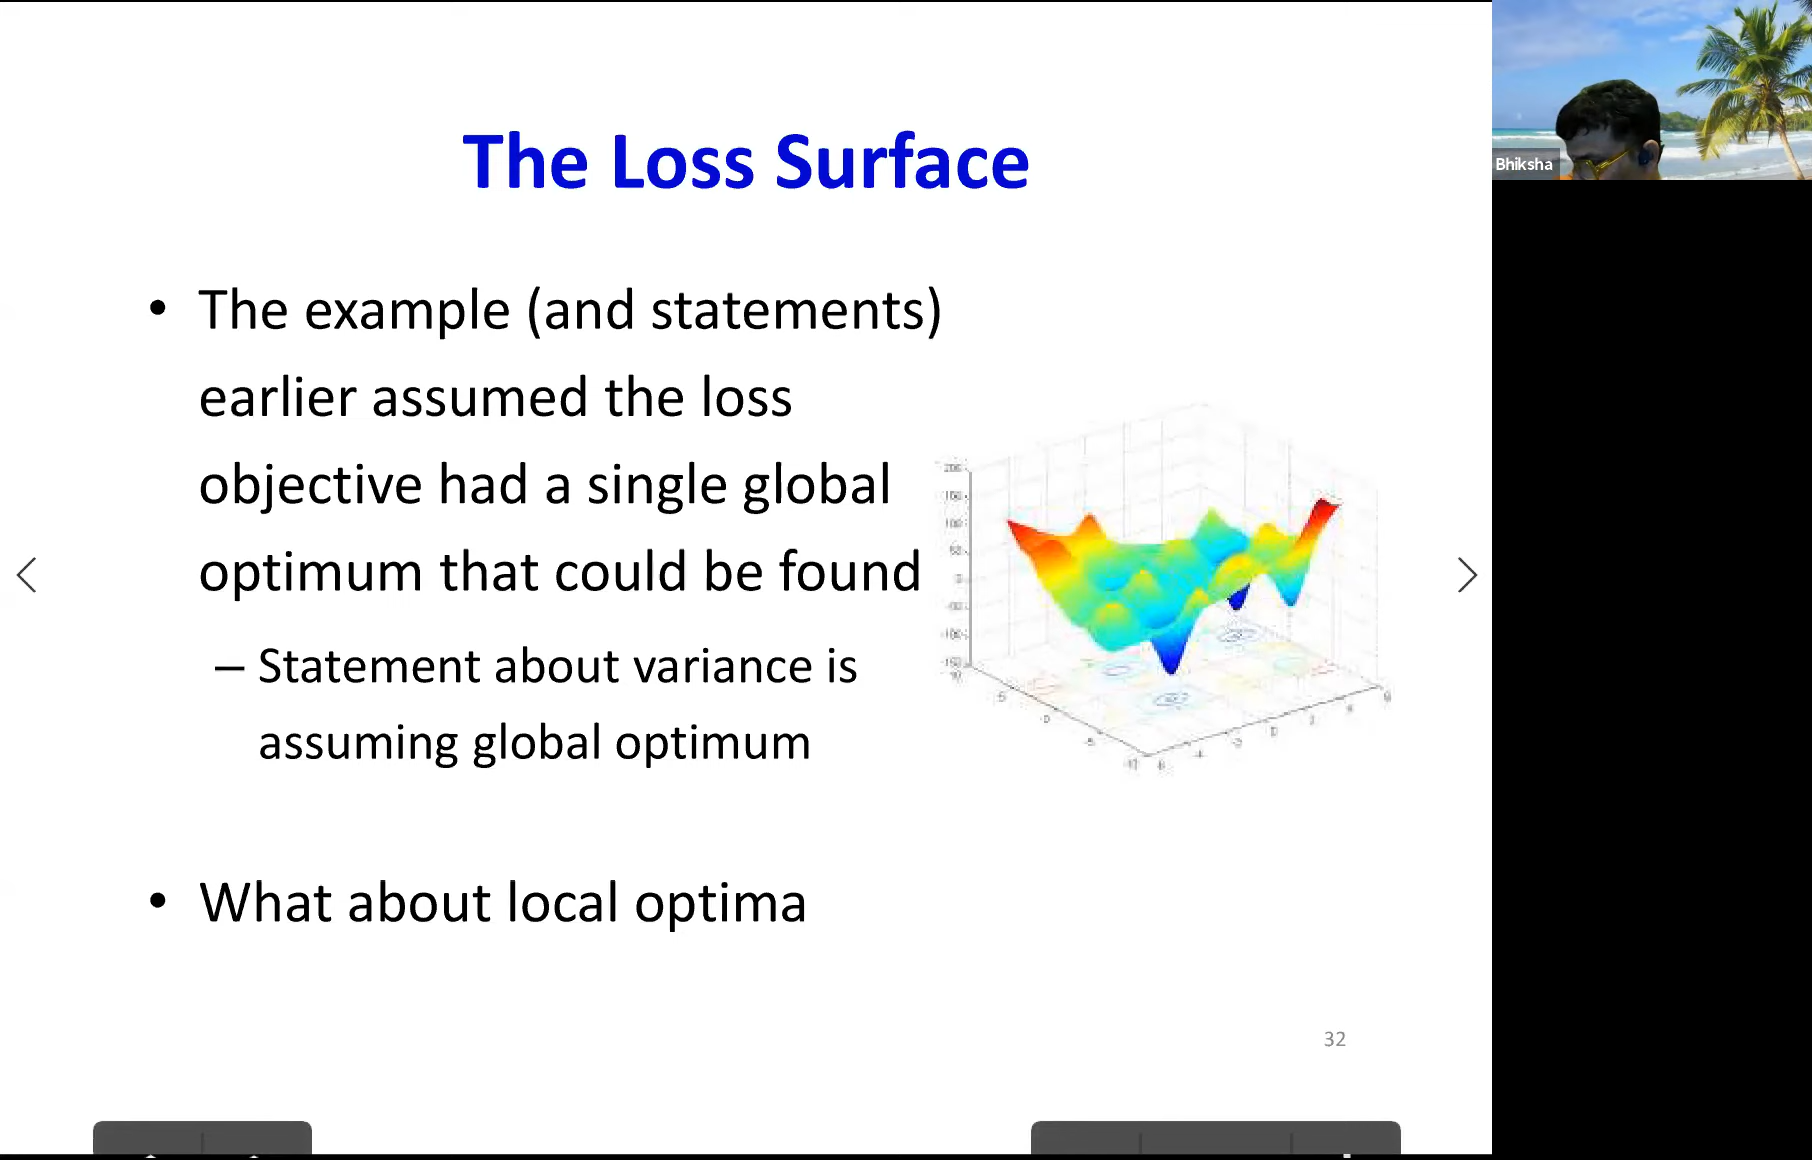 The Loss Surface
• The example (and statements)
earlier assumed the loss
objective had a single global
optimum that could be found
– Statement about variance is
assuming global optimum
• What about local optima
32
Bhiksha